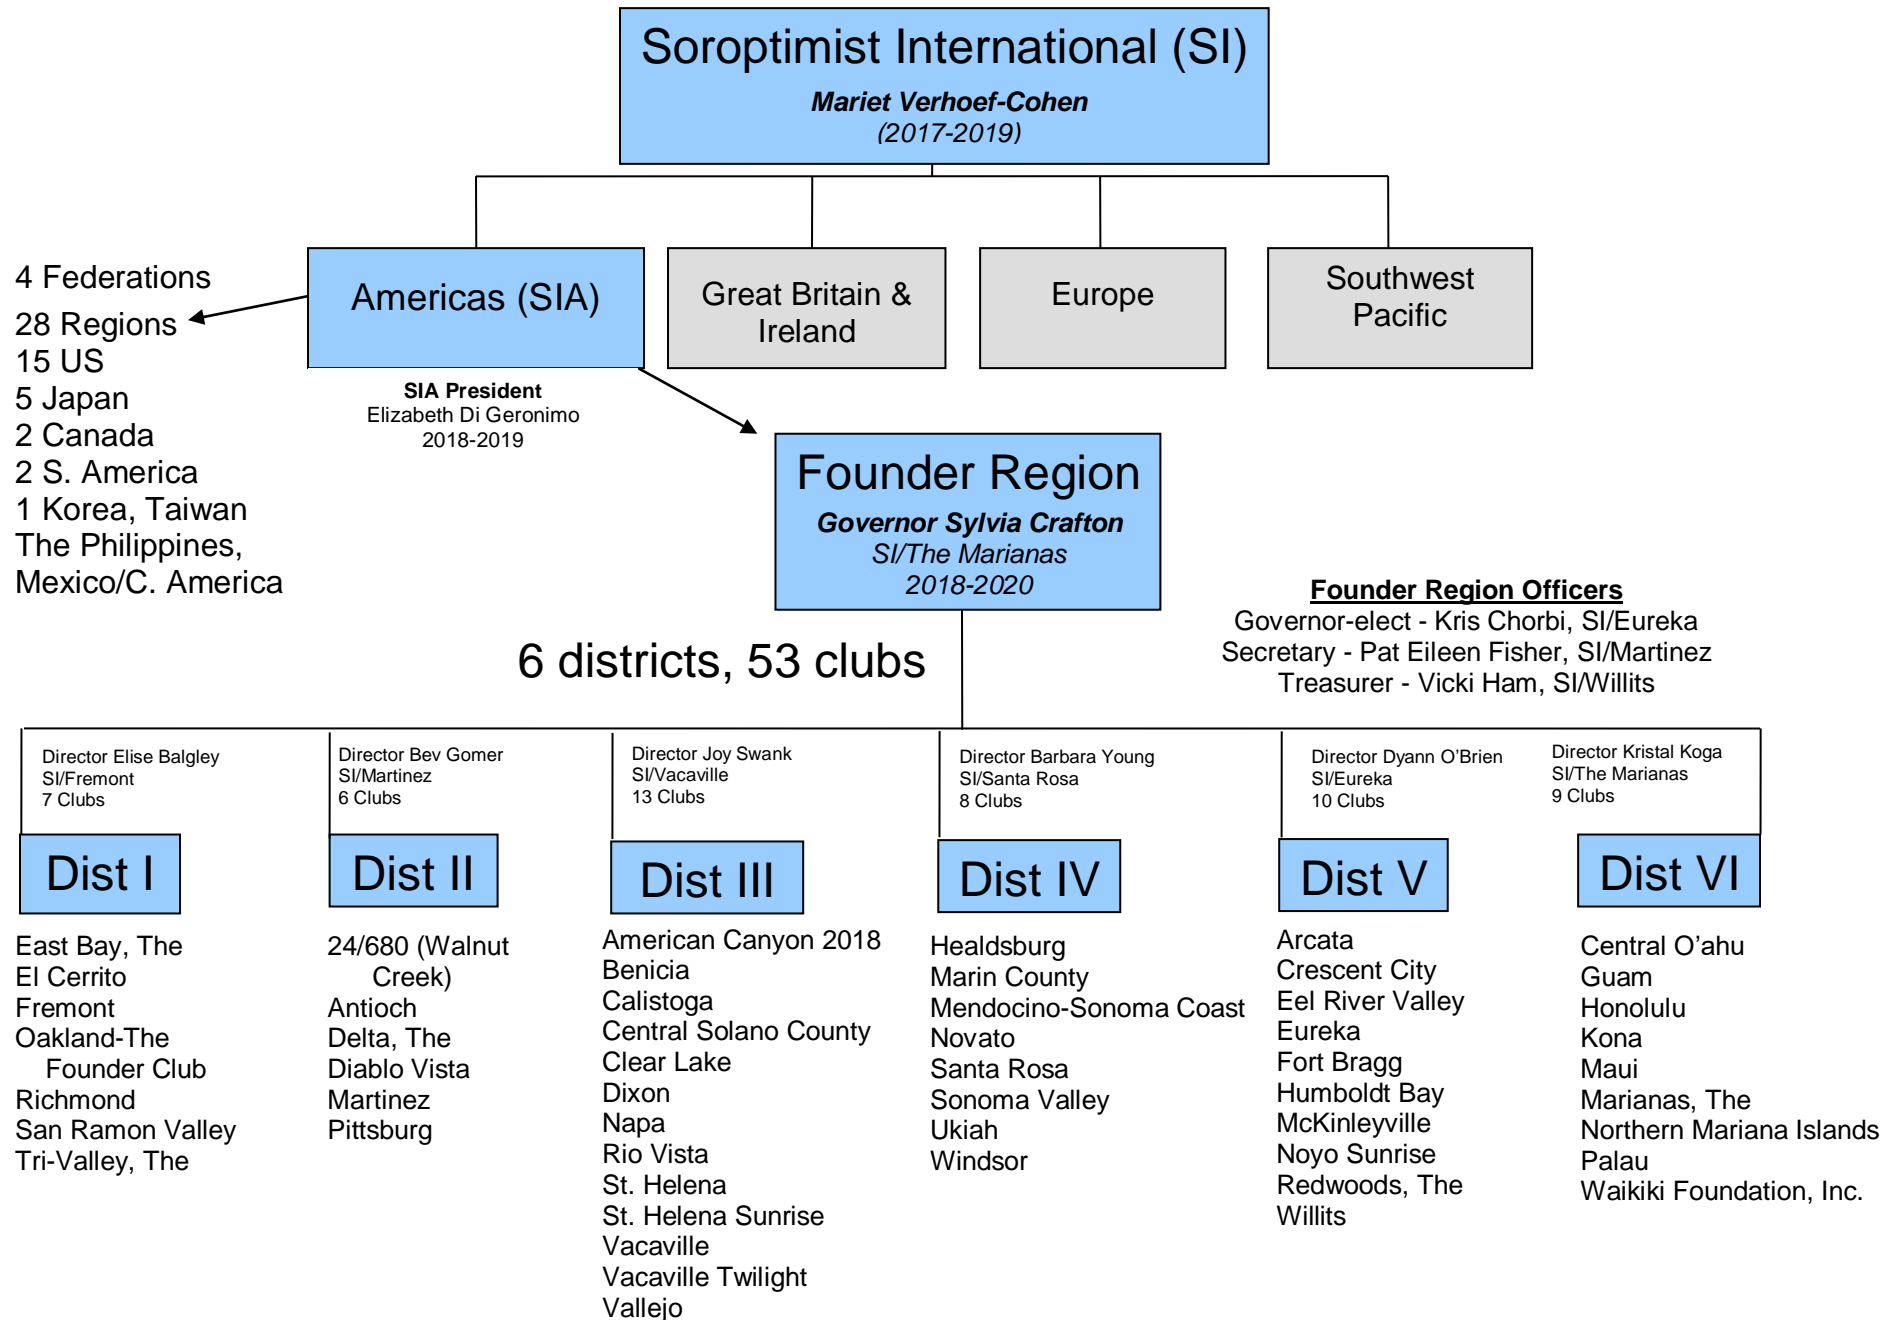 Soroptimist International (SI)
Mariet Verhoef-Cohen
(2017-2019)
4 Federations
28 Regions
15 US
5 Japan
2 Canada
2 S. America
1 Korea, Taiwan
The Philippines,
Mexico/C. America
Americas (SIA)
Great Britain &
Ireland
Europe
Southwest
Pacific
SIA President
Elizabeth Di Geronimo
2018-2019
Founder Region
Governor Sylvia Crafton
SI/The Marianas
2018-2020
Founder Region Officers
Governor-elect - Kris Chorbi, SI/Eureka
Secretary - Pat Eileen Fisher, SI/Martinez
Treasurer - Vicki Ham, SI/Willits
6 districts, 53 clubs
Director Elise Balgley
SI/Fremont
7 Clubs
Dist I
East Bay, The
El Cerrito
Fremont
Oakland-The
Founder Club
Richmond
San Ramon Valley
Tri-Valley, The
Director Bev Gomer
SI/Martinez
6 Clubs
Dist II
24/680 (Walnut
Creek)
Antioch
Delta, The
Diablo Vista
Martinez
Pittsburg
Director Joy Swank
SI/Vacaville
13 Clubs
Dist III
American Canyon 2018
Benicia
Calistoga
Central Solano County
Clear Lake
Dixon
Napa
Rio Vista
St. Helena
St. Helena Sunrise
Vacaville
Vacaville Twilight
Vallejo
Director Barbara Young
SI/Santa Rosa
8 Clubs
Dist IV
Healdsburg
Marin County
Mendocino-Sonoma Coast
Novato
Santa Rosa
Sonoma Valley
Ukiah
Windsor
Director Dyann O’Brien
SI/Eureka
10 Clubs
Dist V
Arcata
Crescent City
Eel River Valley
Eureka
Fort Bragg
Humboldt Bay
McKinleyville
Noyo Sunrise
Redwoods, The
Willits
Director Kristal Koga
SI/The Marianas
9 Clubs
Dist VI
Central O’ahu
Guam
Honolulu
Kona
Maui
Marianas, The
Northern Mariana Islands
Palau
Waikiki Foundation, Inc.